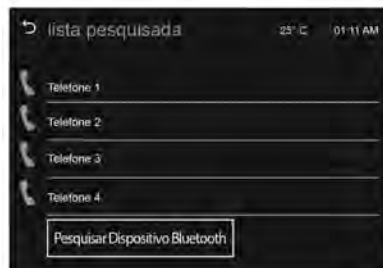 lista pesquisada 25° C 01:11 AM
Telefone 1
Telefone 2
Telefone 3
Telefone 4
Pesquisar Dispositivo Bluetooth